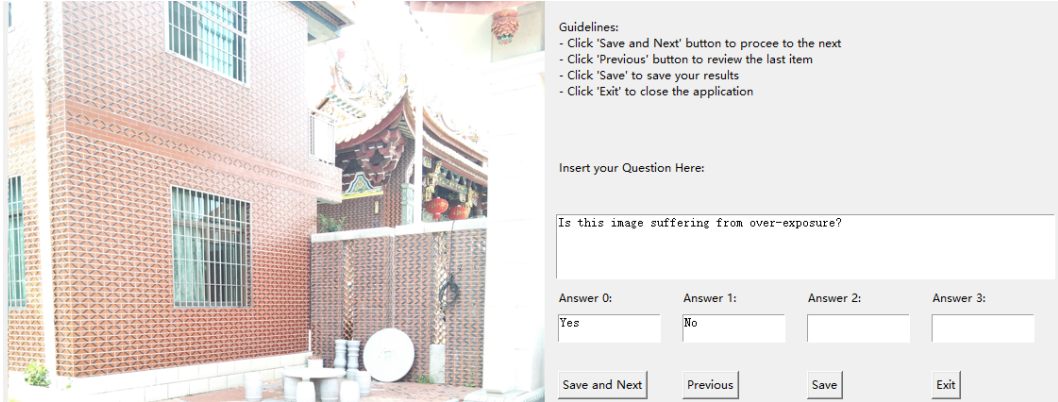 Guidelines:
- Click 'Save and Next' button to procee to the next
- Click 'Previous' button to review the last item
- Click 'Save' to save your results
- Click 'Exit' to close the application
Insert your Question Here:
Is this image suffering from over-exposure?
Answer 0: Answer 1: Answer 2: Answer 3:
Yes No
Save and Next Previous Save Exit